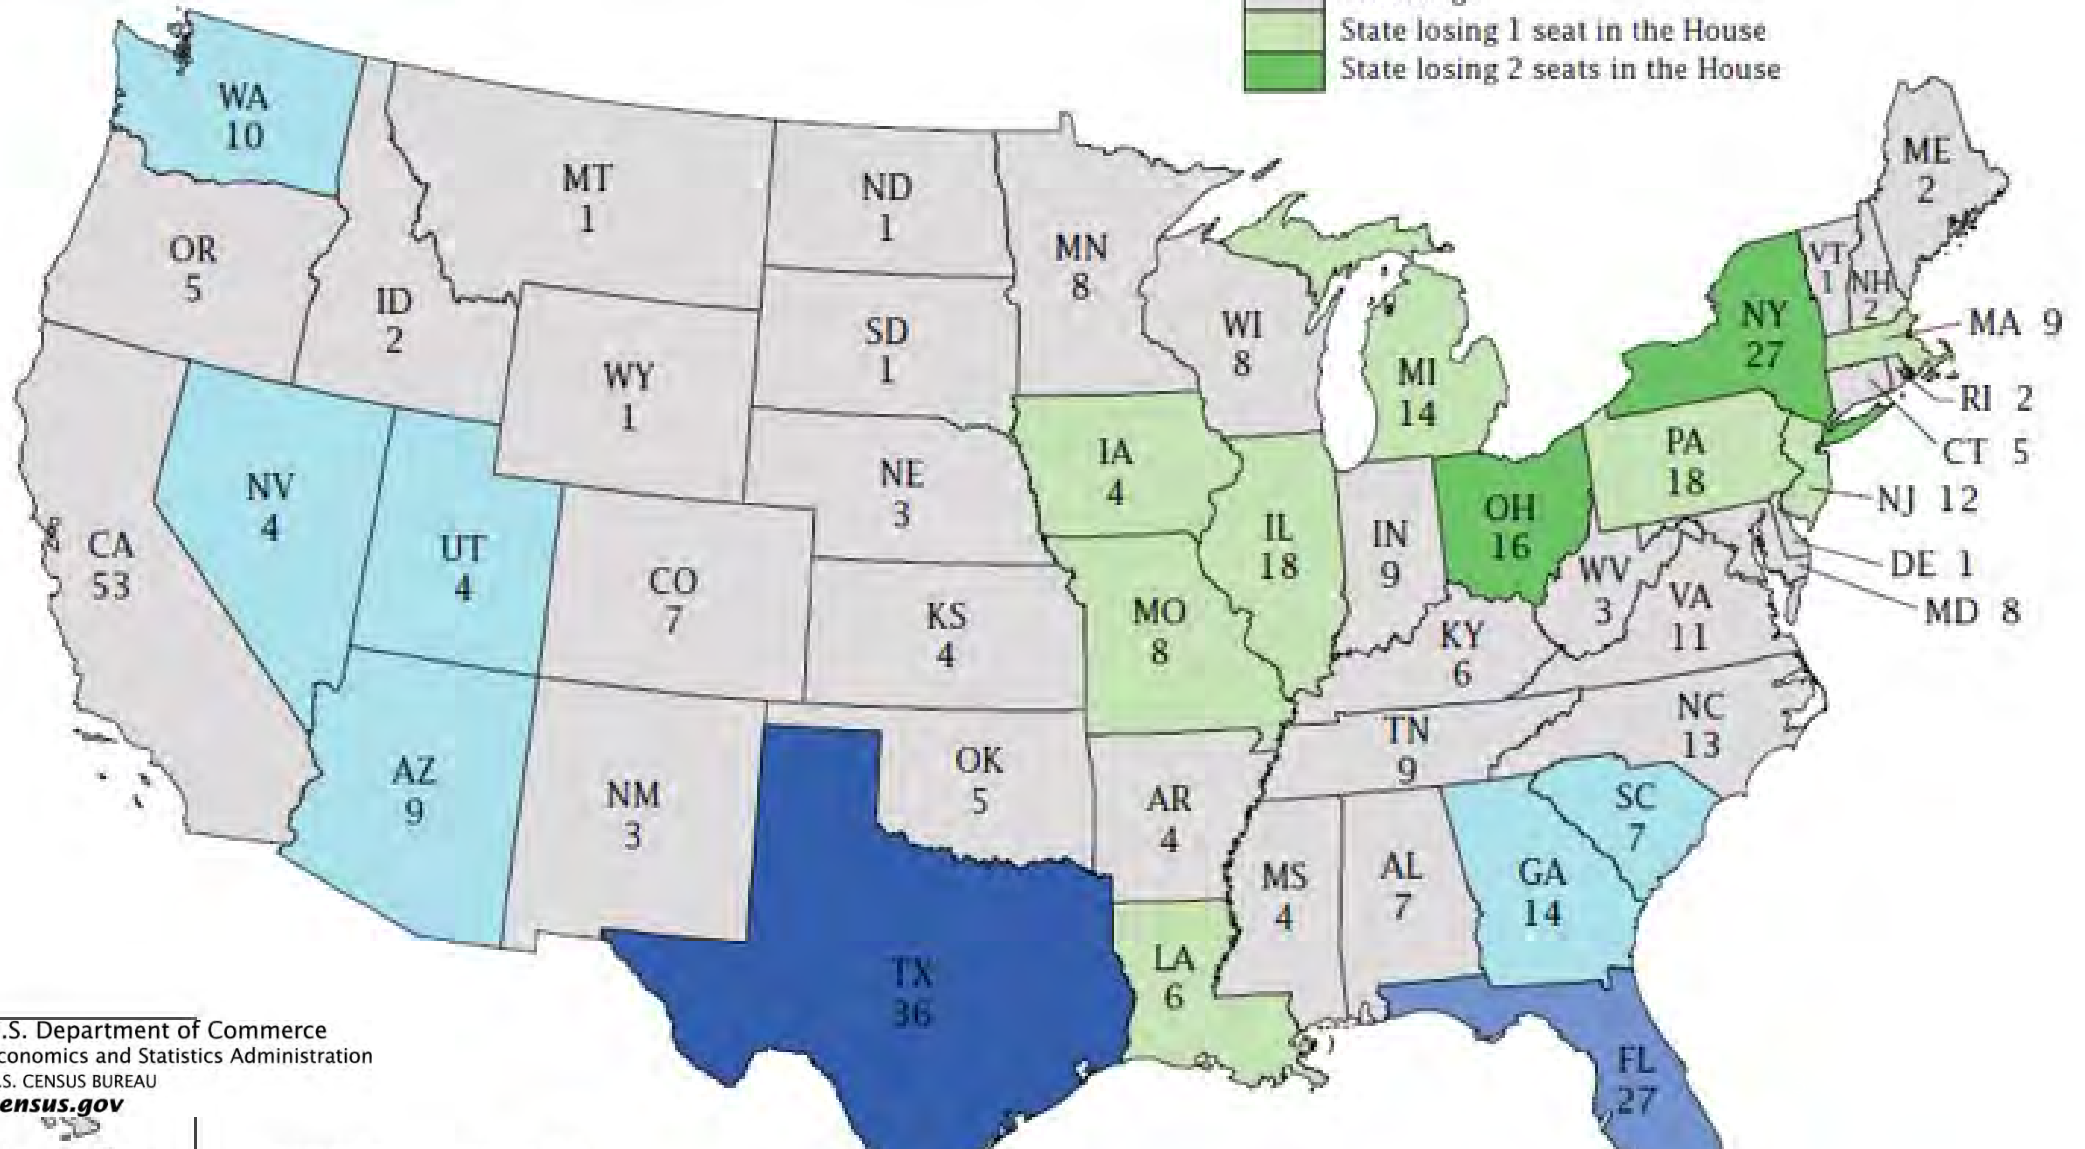 State losing 1 seat in the House
State losing 2 seats in the House
WA
10
ME
2
MT
1
ND
1
OR
5
MN
8
VT
1
NH
2
ID
2
NY
27
MA 9
SD
1
WI
8
WY
1
MI
14
RI 2
CT 5
IA
4
PA
18
NE
3
NV
4
NJ 12
OH
16
IL
18
IN
9
CA
53
UT
4
DE 1
WV
3
CO
7
VA
11
MD 8
KS
4
MO
8
KY
6
NC
13
TN
9
AZ
9
OK
5
NM
3
AR
4
SC
7
MS
4
AL
7
GA
14
TX
36
LA
6
FL
27
.S. Department of Commerce
conomics and Statistics Administration
.S. CENSUS BUREAU
ensus.gov